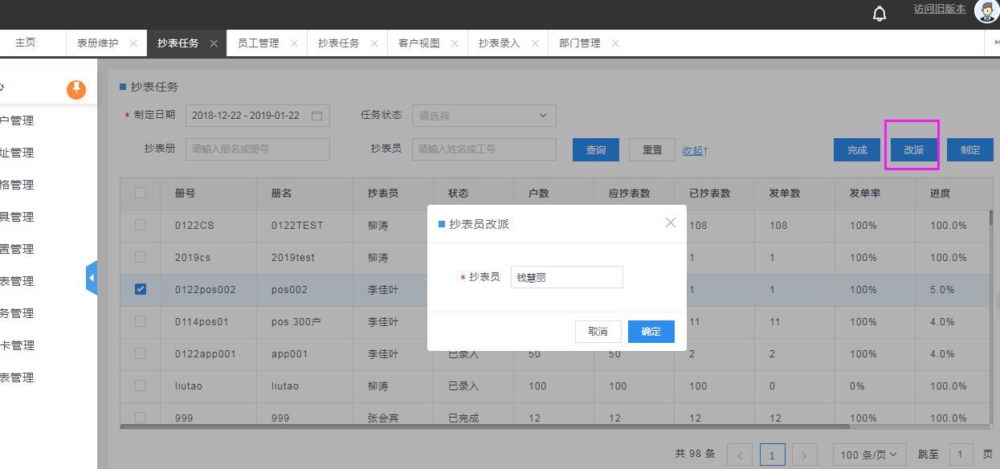 访问旧版本
主页 表册维护 抄表任务 员工管理 抄表任务 客户视图 抄表录入 部门管理
户管理
址管理
格管理
具管理
置管理
表管理
务管理
卡管理
表管理
抄表任务
* 制定日期 2018-12-22 - 2019-01-22 任务状态 请选择
抄表册 请输入册名或册号 抄表员 请输入姓名或工号 查询 重置 收起↑ 完成 改派 制定
册号 册名 抄表员 状态 户数 应抄表数 已抄表数 发单数 发单率 进度
0122CS 0122TEST 柳涛 108 108 100% 100.0%
2019cs 2019test 柳涛 1 1 100% 100.0%
0122pos002 pos002 李佳叶 1 1 100% 5.0%
0114pos01 pos 300户 李佳叶 11 11 100% 4.0%
0122app001 app001 李佳叶 已录入 50 50 2 2 100% 4.0%
liutao liutao 柳涛 已录入 100 100 100 0 0% 100.0%
999 999 张会宾 已完成 12 12 12 12 100% 100.0%
抄表员改派
* 抄表员 钱慧丽
取消 确定
共 98 条 < 1 > 100 条/页 跳至 1 页